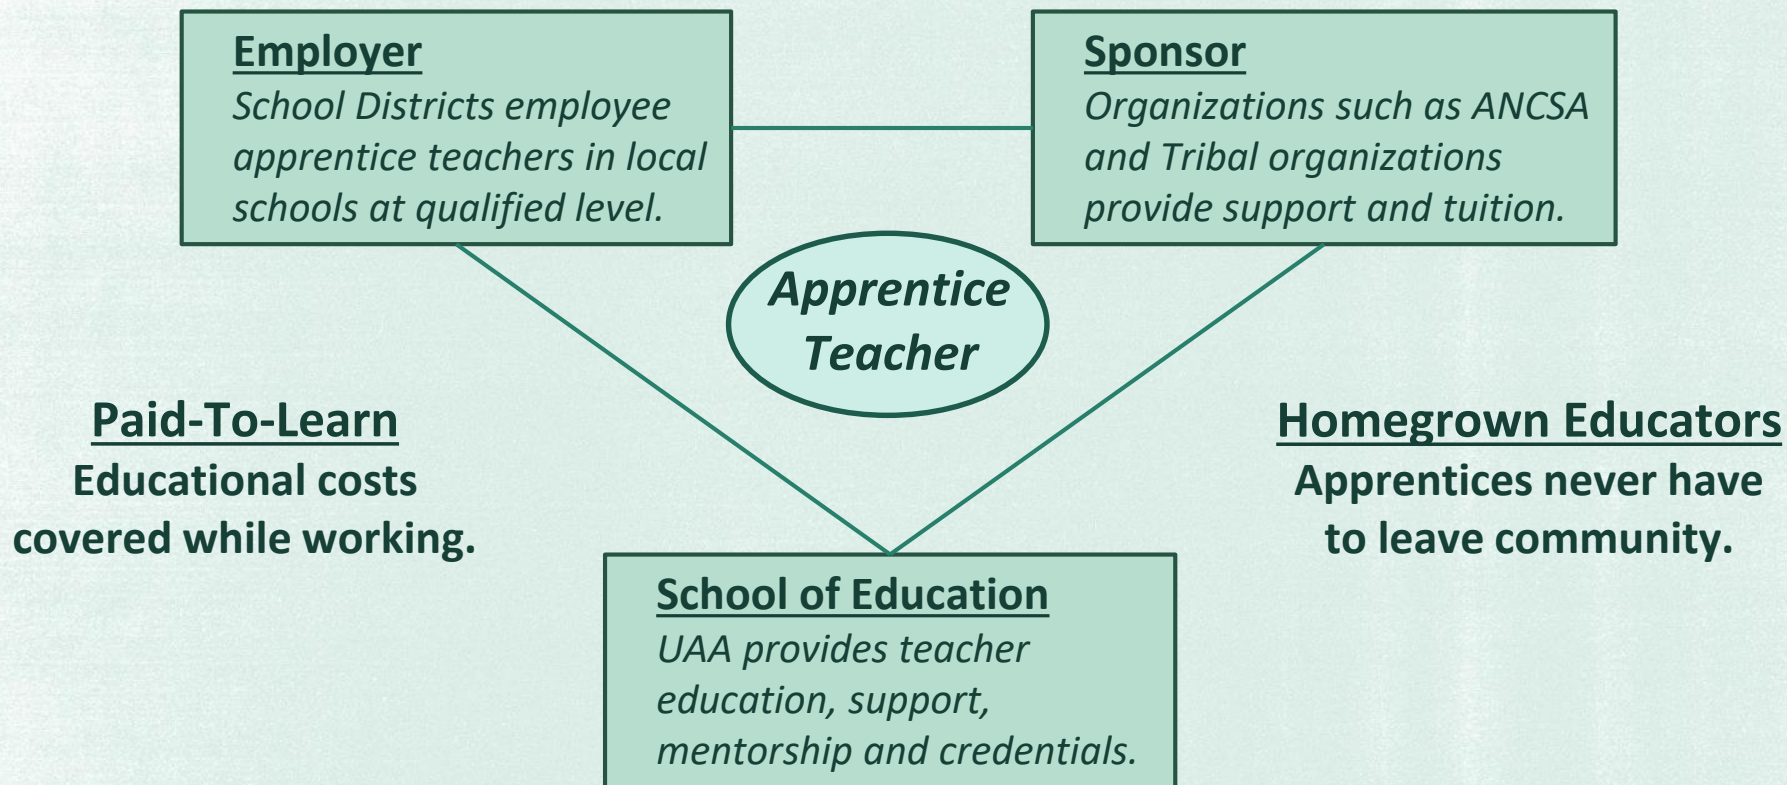 Employer
School Districts employee
apprentice teachers in local
schools at qualified level.
Sponsor
Organizations such as ANCSA
and Tribal organizations
provide support and tuition.
Apprentice
Teacher
Paid-To-Learn
Educational costs
covered while working.
Homegrown Educators
Apprentices never have
to leave community.
School of Education
UAA provides teacher
education, support,
mentorship and credentials.